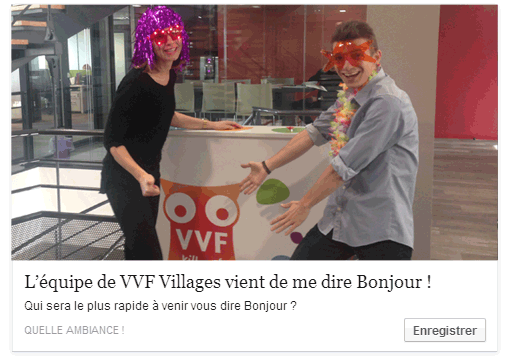 VVF
L'équipe de VVF Villages vient de me dire Bonjour !
Qui sera le plus rapide à venir vous dire Bonjour ?
QUELLE AMBIANCE !
Enregistrer